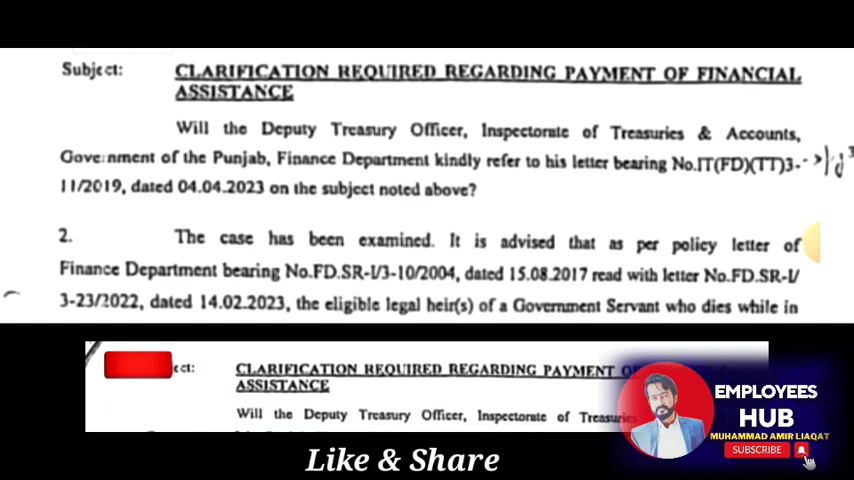 Subject: CLARIFICATION REQUIRED REGARDING PAYMENT OF FINANCIAL
ASSISTANCE
Will the Deputy Treasury Officer, Inspectorate of Treasuries & Accounts,
Government of the Punjab, Finance Department kindly refer to his letter bearing No.IT(FD)(TT)3-
11/2019, dated 04.04.2023 on the subject noted above?
2. The case has been examined. It is advised that as per policy letter of
Finance Department bearing No.FD.SR-I/3-10/2004, dated 15.08.2017 read with letter No.FD.SR-I/
3-23/2022, dated 14.02.2023, the eligible legal heir(s) of a Government Servant who dies while in
ect: CLARIFICATION REQUIRED REGARDING PAYMENT
ASSISTANCE
Will the Deputy Treasury Officer, Inspectorate of
EMPLOYEES
HUB
MUHAMMAD AMIR LIAQAT
SUBSCRIBE
Like & Share